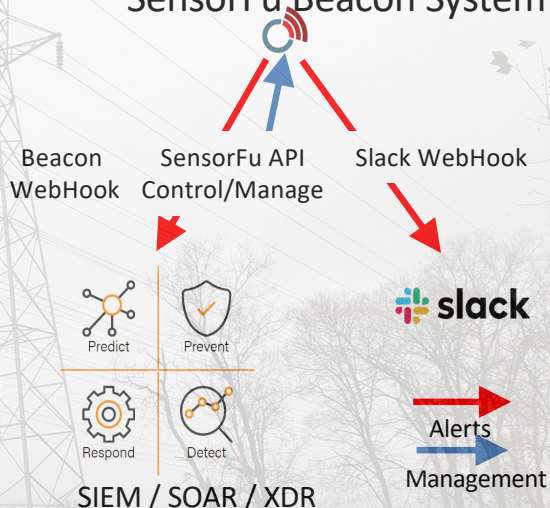 SensorFu Beacon System
Beacon
WebHook
SensorFu API
Control/Manage
Slack WebHook
Predict
Prevent
slack
Respond
Detect
Alerts
Management
SIEM / SOAR / XDR